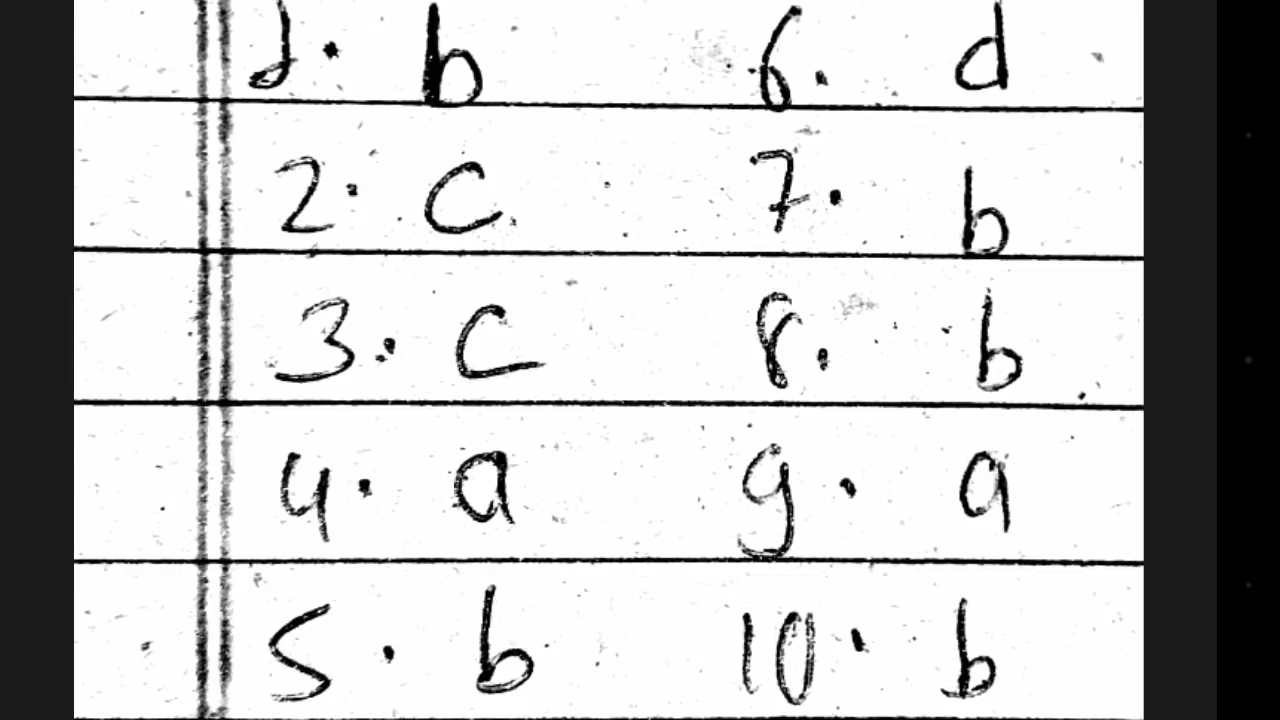 1. b 6. d
2. c 7. b
3. c 8. b
4. a 9. a
5. b 10. b